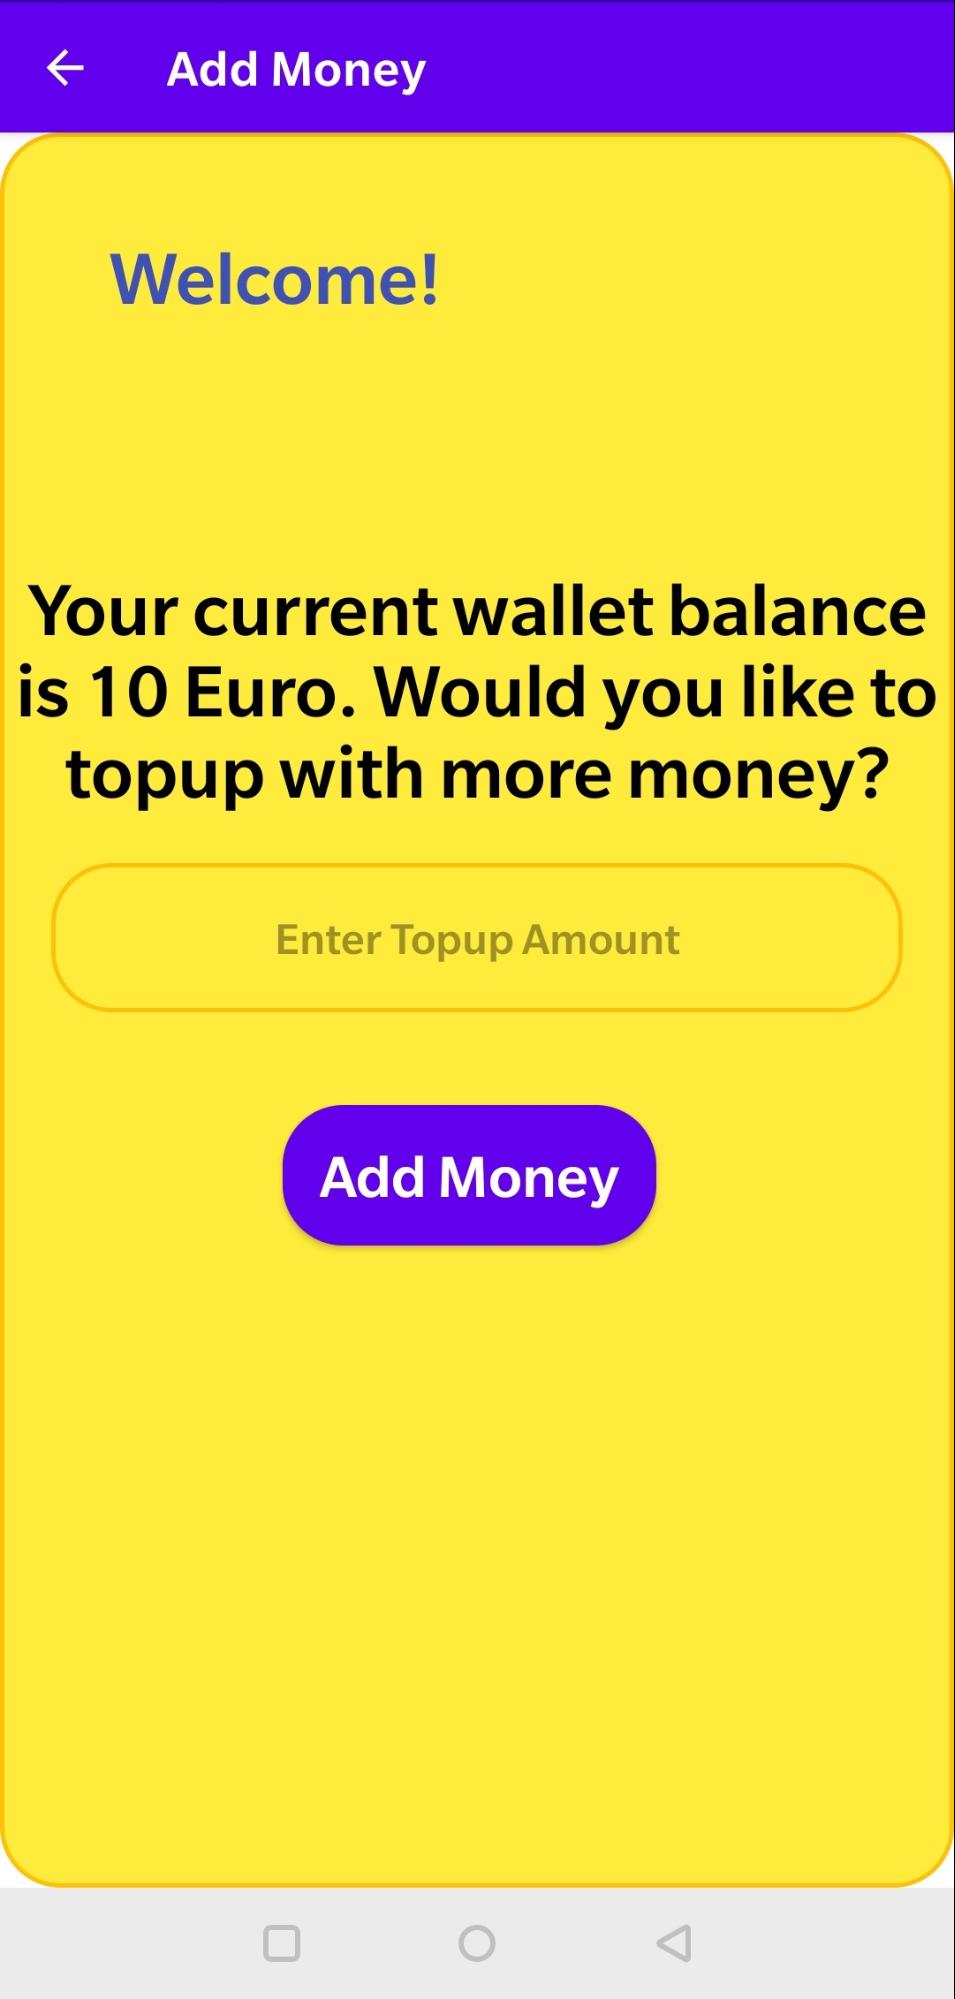 Add Money
Welcome!
Your current wallet balance
is 10 Euro. Would you like to
topup with more money?
Enter Topup Amount
Add Money